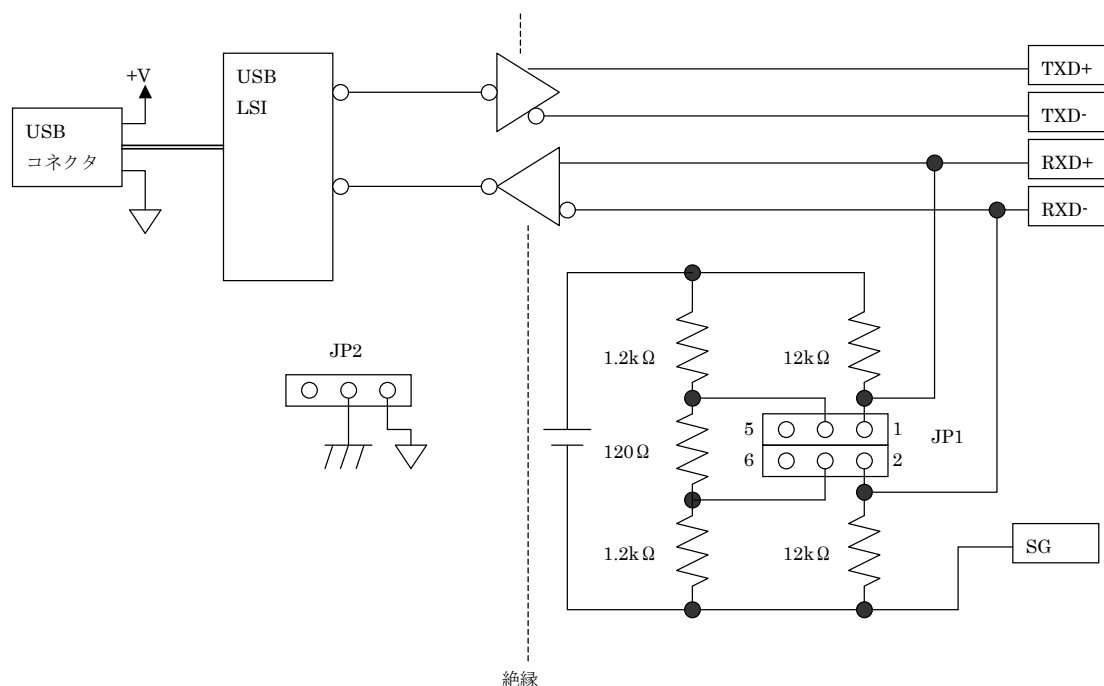 +V
USB
コネクタ
USB
LSI
TXD+
TXD-
RXD+
RXD-
JP2
1.2kΩ
12kΩ
5
1
JP1
120Ω
6
2
1.2kΩ
12kΩ
SG
絶縁